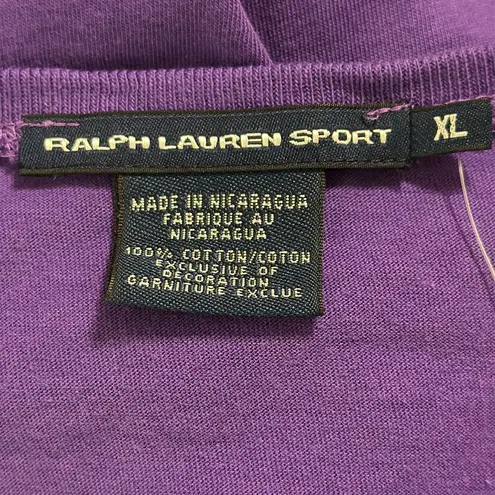 RALPH LAUREN SPORT
XL
MADE IN NICARAGUA
FABRIQUE AU
NICARAGUA
100% COTTON/COTON
EXCLUSIVE OF
DECORATION
GARNITURE EXCLUE